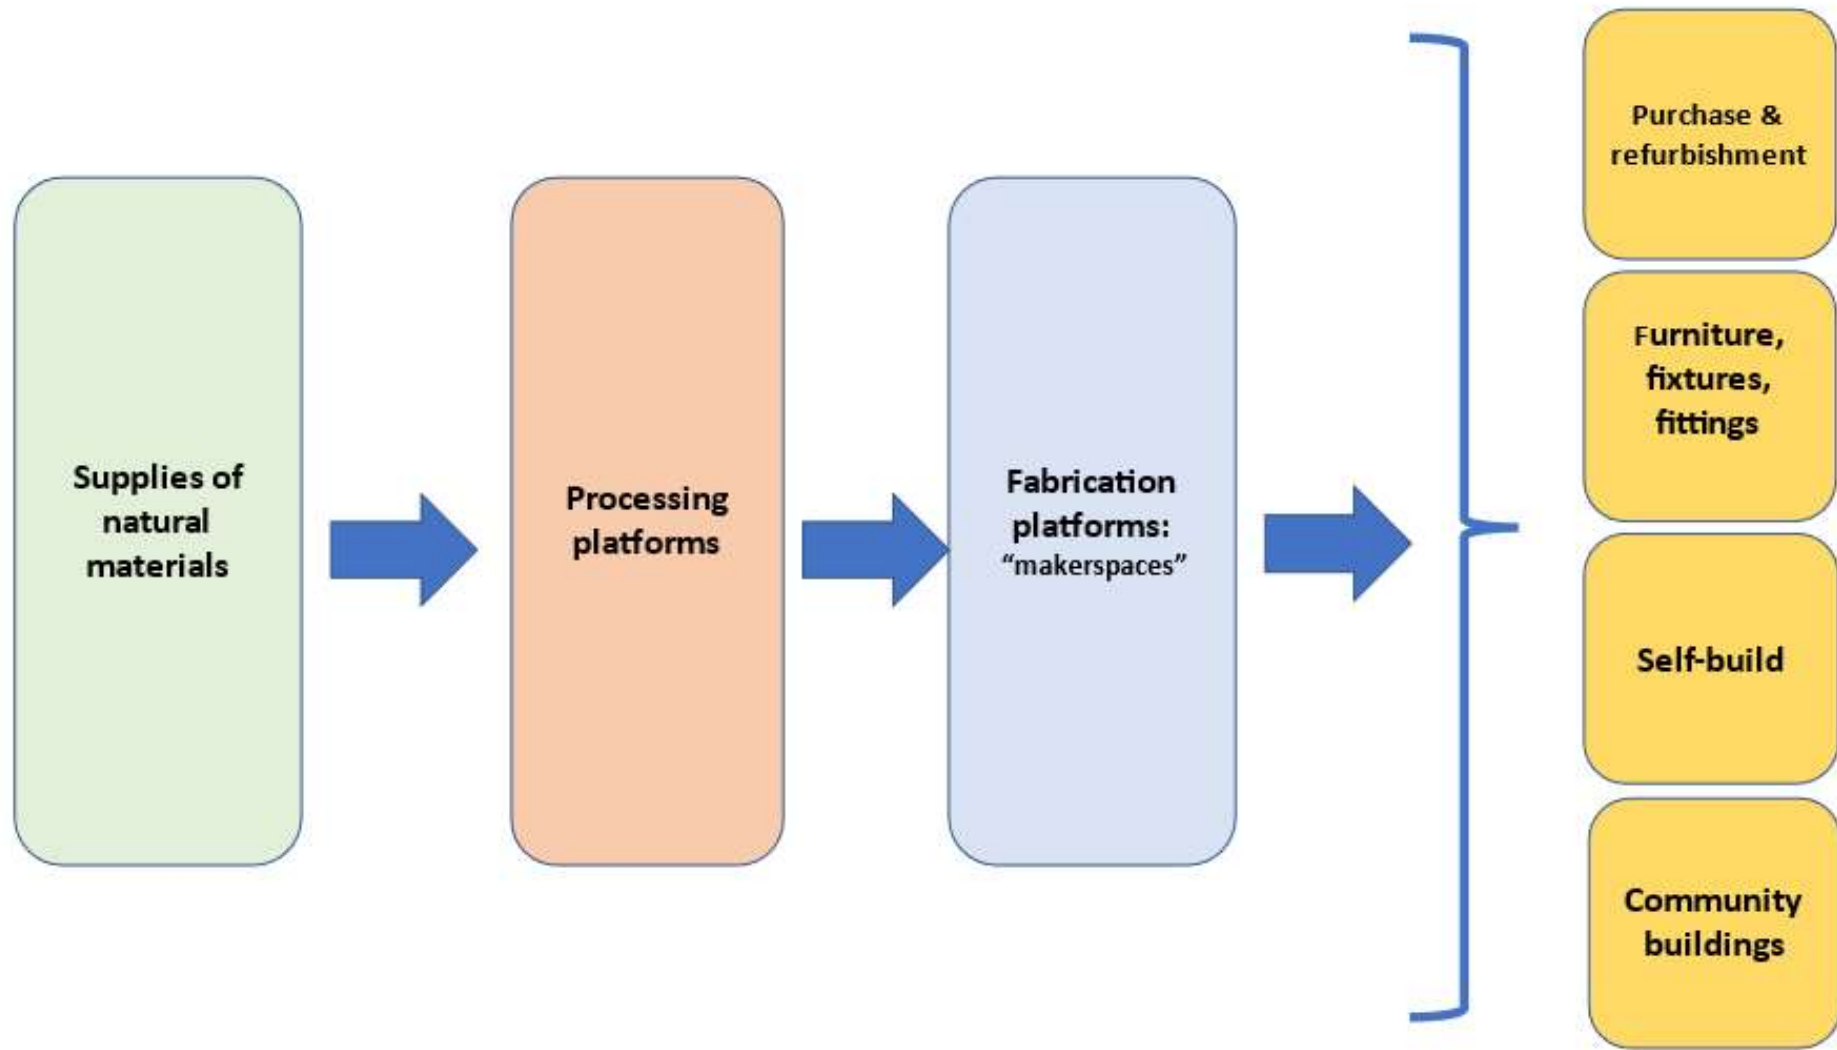 Supplies of
natural
materials
Processing
platforms
Fabrication
platforms:
“makerspaces”
Purchase &
refurbishment
Furniture,
fixtures,
fittings
Self-build
Community
buildings